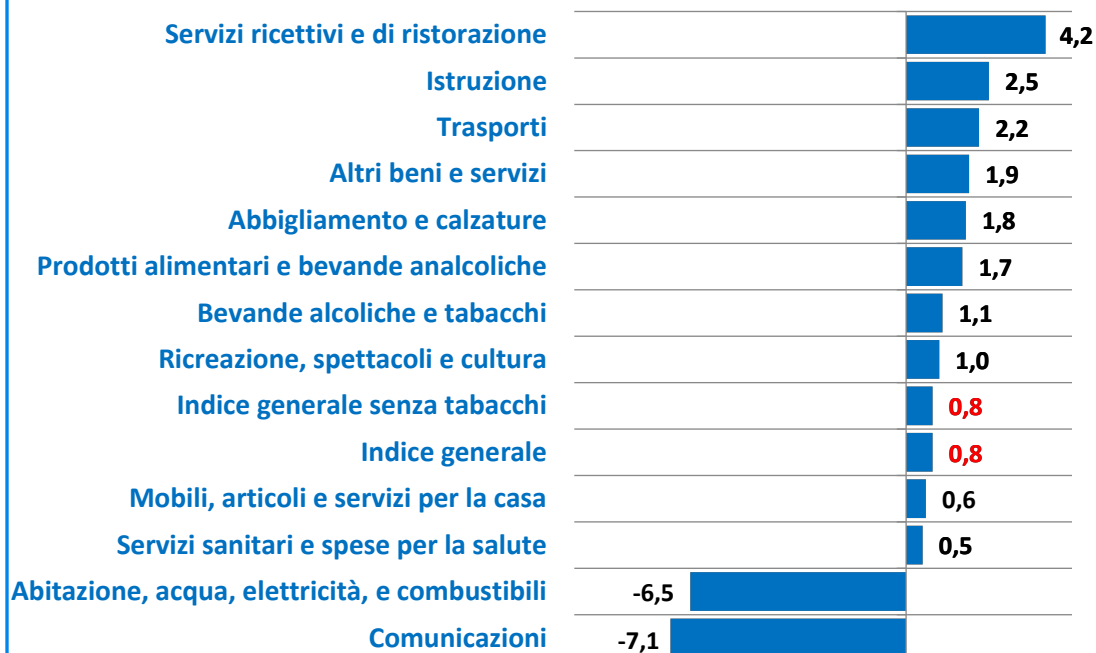 Servizi ricettivi e di ristorazione 4,2
Istruzione 2,5
Trasporti 2,2
Altri beni e servizi 1,9
Abbigliamento e calzature 1,8
Prodotti alimentari e bevande analcoliche 1,7
Bevande alcoliche e tabacchi 1,1
Ricreazione, spettacoli e cultura 1,0
Indice generale senza tabacchi 0,8
Indice generale 0,8
Mobili, articoli e servizi per la casa 0,6
Servizi sanitari e spese per la salute 0,5
Abitazione, acqua, elettricità, e combustibili -6,5
Comunicazioni -7,1